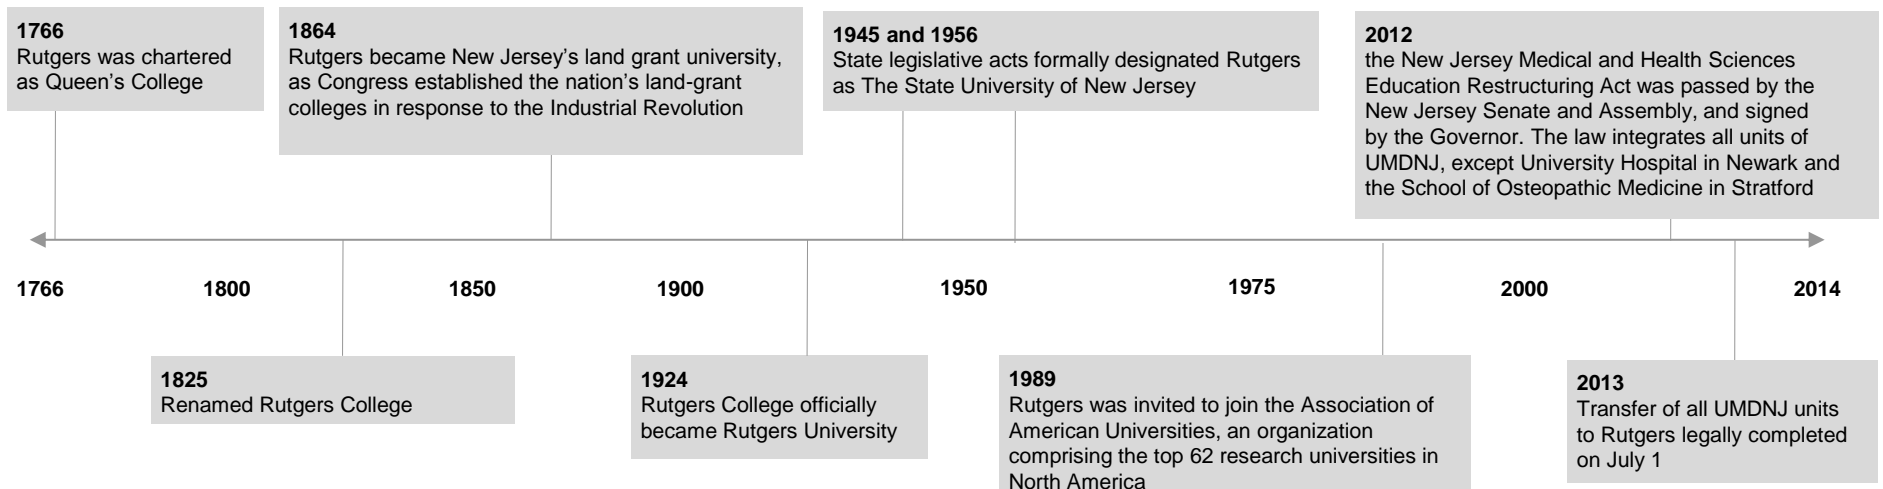 1766
Rutgers was chartered
as Queen’s College
1864
Rutgers became New Jersey’s land grant university,
as Congress established the nation’s land-grant
colleges in response to the Industrial Revolution
1945 and 1956
State legislative acts formally designated Rutgers
as The State University of New Jersey
2012
the New Jersey Medical and Health Sciences
Education Restructuring Act was passed by the
New Jersey Senate and Assembly, and signed
by the Governor. The law integrates all units of
UMDNJ, except University Hospital in Newark and
the School of Osteopathic Medicine in Stratford
1766 1800 1850 1900 1950 1975 2000 2014
1825
Renamed Rutgers College
1924
Rutgers College officially
became Rutgers University
1989
Rutgers was invited to join the Association of
American Universities, an organization
comprising the top 62 research universities in
North America
2013
Transfer of all UMDNJ units
to Rutgers legally completed
on July 1